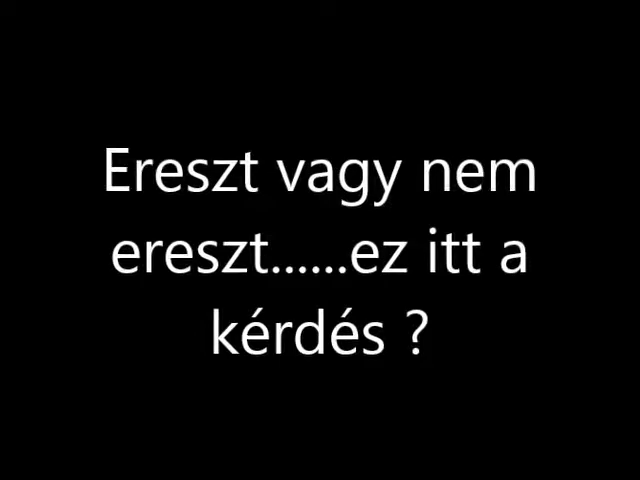 Ereszt vagy nem
ereszt......ez itt a
kérdés ?